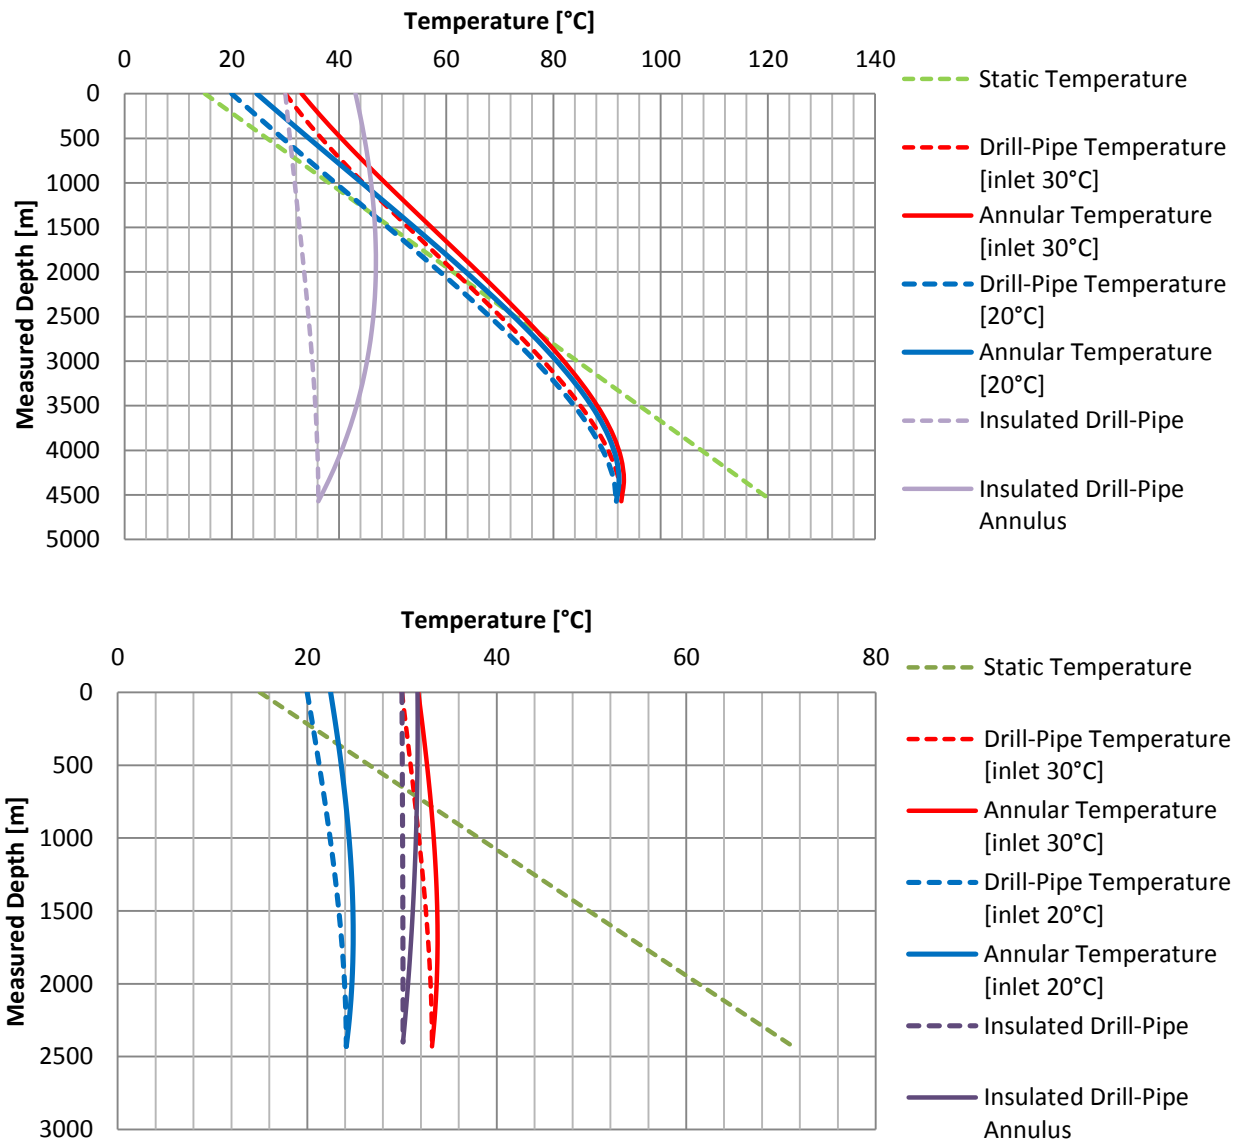 Temperature [°C]
0 20 40 60 80 100 120 140
Measured Depth [m]
0
500
1000
1500
2000
2500
3000
3500
4000
4500
5000
Static Temperature
Drill-Pipe Temperature
[inlet 30°C]
Annular Temperature
[inlet 30°C]
Drill-Pipe Temperature
[20°C]
Annular Temperature
[20°C]
Insulated Drill-Pipe
Insulated Drill-Pipe
Annulus
Temperature [°C]
0 20 40 60 80
Measured Depth [m]
0
500
1000
1500
2000
2500
3000
Static Temperature
Drill-Pipe Temperature
[inlet 30°C]
Annular Temperature
[inlet 30°C]
Drill-Pipe Temperature
[inlet 20°C]
Annular Temperature
[inlet 20°C]
Insulated Drill-Pipe
Insulated Drill-Pipe
Annulus